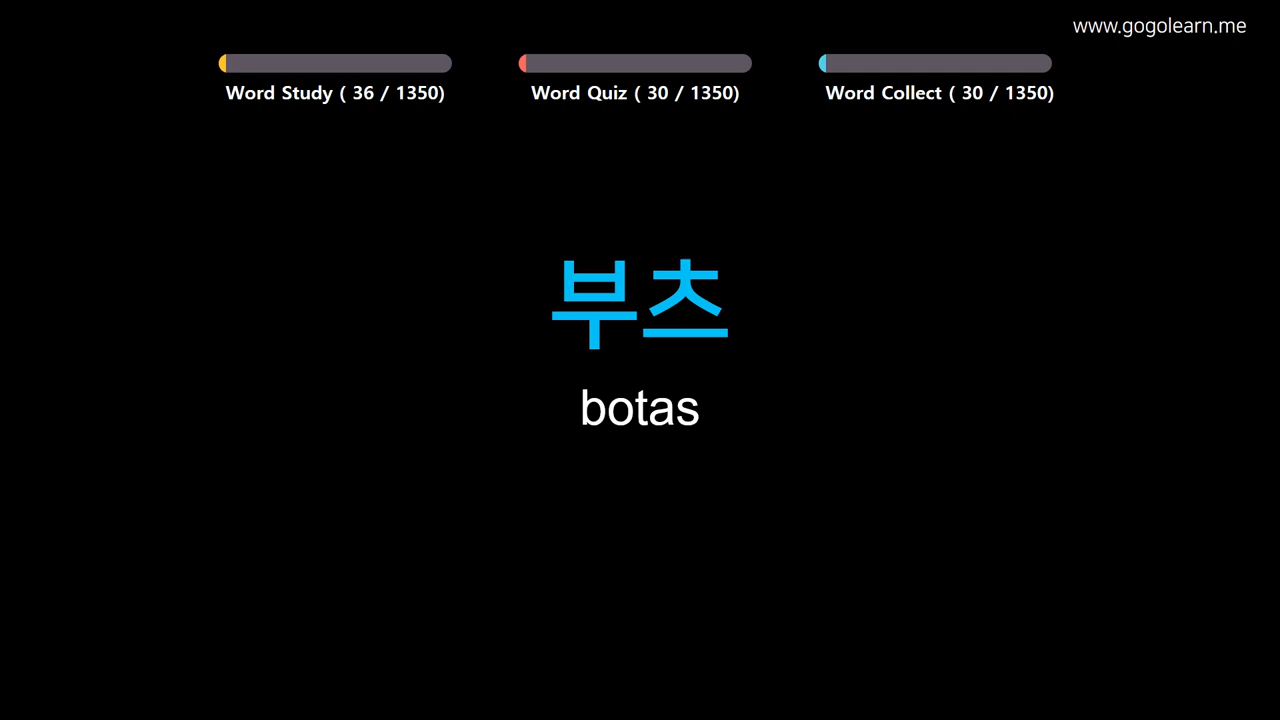 www.gogolearn.me
Word Study ( 36 / 1350)
Word Quiz ( 30 / 1350)
Word Collect ( 30 / 1350)
부츠
botas